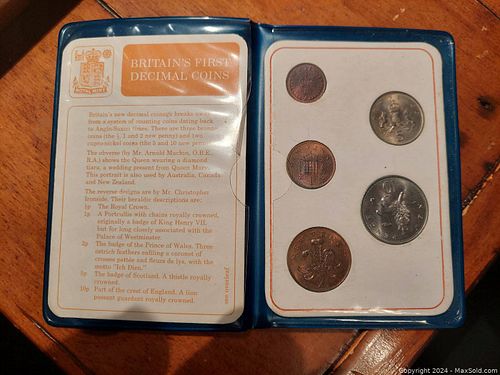 ROYAL MINT
BRITAIN'S FIRST
DECIMAL COINS
Britain's new decimal coinage breaks away
from a system of counting coins dating back
to Anglo-Saxon times. There are three bronze
coins (the ½, 1 and 2 new penny) and two
cupro-nickel coins (the 5 and 10 new pence).
The obverse (by Mr. Arnold Machin, O.B.E.,
R.A.) shows the Queen wearing a diamond
tiara, a wedding present from Queen Mary.
This portrait is also used by Australia, Canada
and New Zealand.
The reverse designs are by Mr. Christopher
Ironside. Their heraldic descriptions are:
½p The Royal Crown.
1p A Portcullis with chains royally crowned,
originally a badge of King Henry VII,
but for long closely associated with the
Palace of Westminster.
2p The badge of the Prince of Wales. Three
ostrich feathers enfiling a coronet of
crosses pattée and fleurs de lys, with
the motto "Ich Dien."
5p The badge of Scotland. A thistle royally
crowned.
10p Part of the crest of England. A lion
passant guardant royally crowned.
see overleaf
Copyright 2024 - MaxSold.com